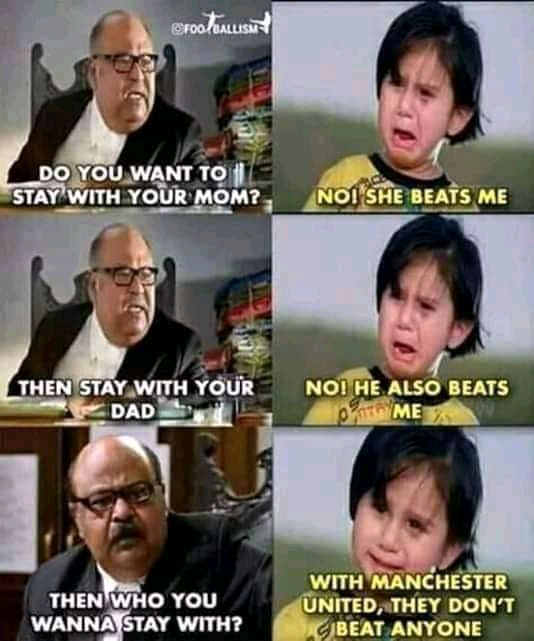 @FOOTBALLISM
DO YOU WANT TO
STAY WITH YOUR MOM?
NO! SHE BEATS ME
THEN STAY WITH YOUR
DAD
NO! HE ALSO BEATS
ME
THEN WHO YOU
WANNA STAY WITH?
WITH MANCHESTER
UNITED, THEY DON'T
BEAT ANYONE